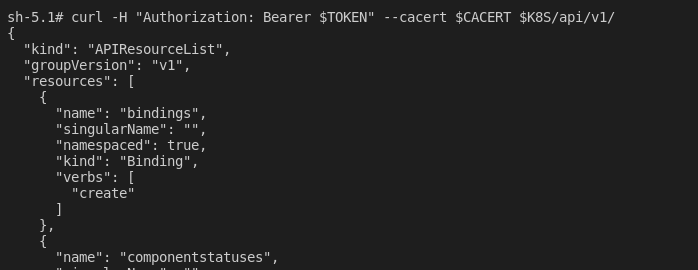 sh-5.1# curl -H "Authorization: Bearer $TOKEN" --cacert $CACERT $K8S/api/v1/
{
  "kind": "APIResourceList",
  "groupVersion": "v1",
  "resources": [
    {
      "name": "bindings",
      "singularName": "",
      "namespaced": true,
      "kind": "Binding",
      "verbs": [
        "create"
      ]
    },
    {
      "name": "componentstatuses",